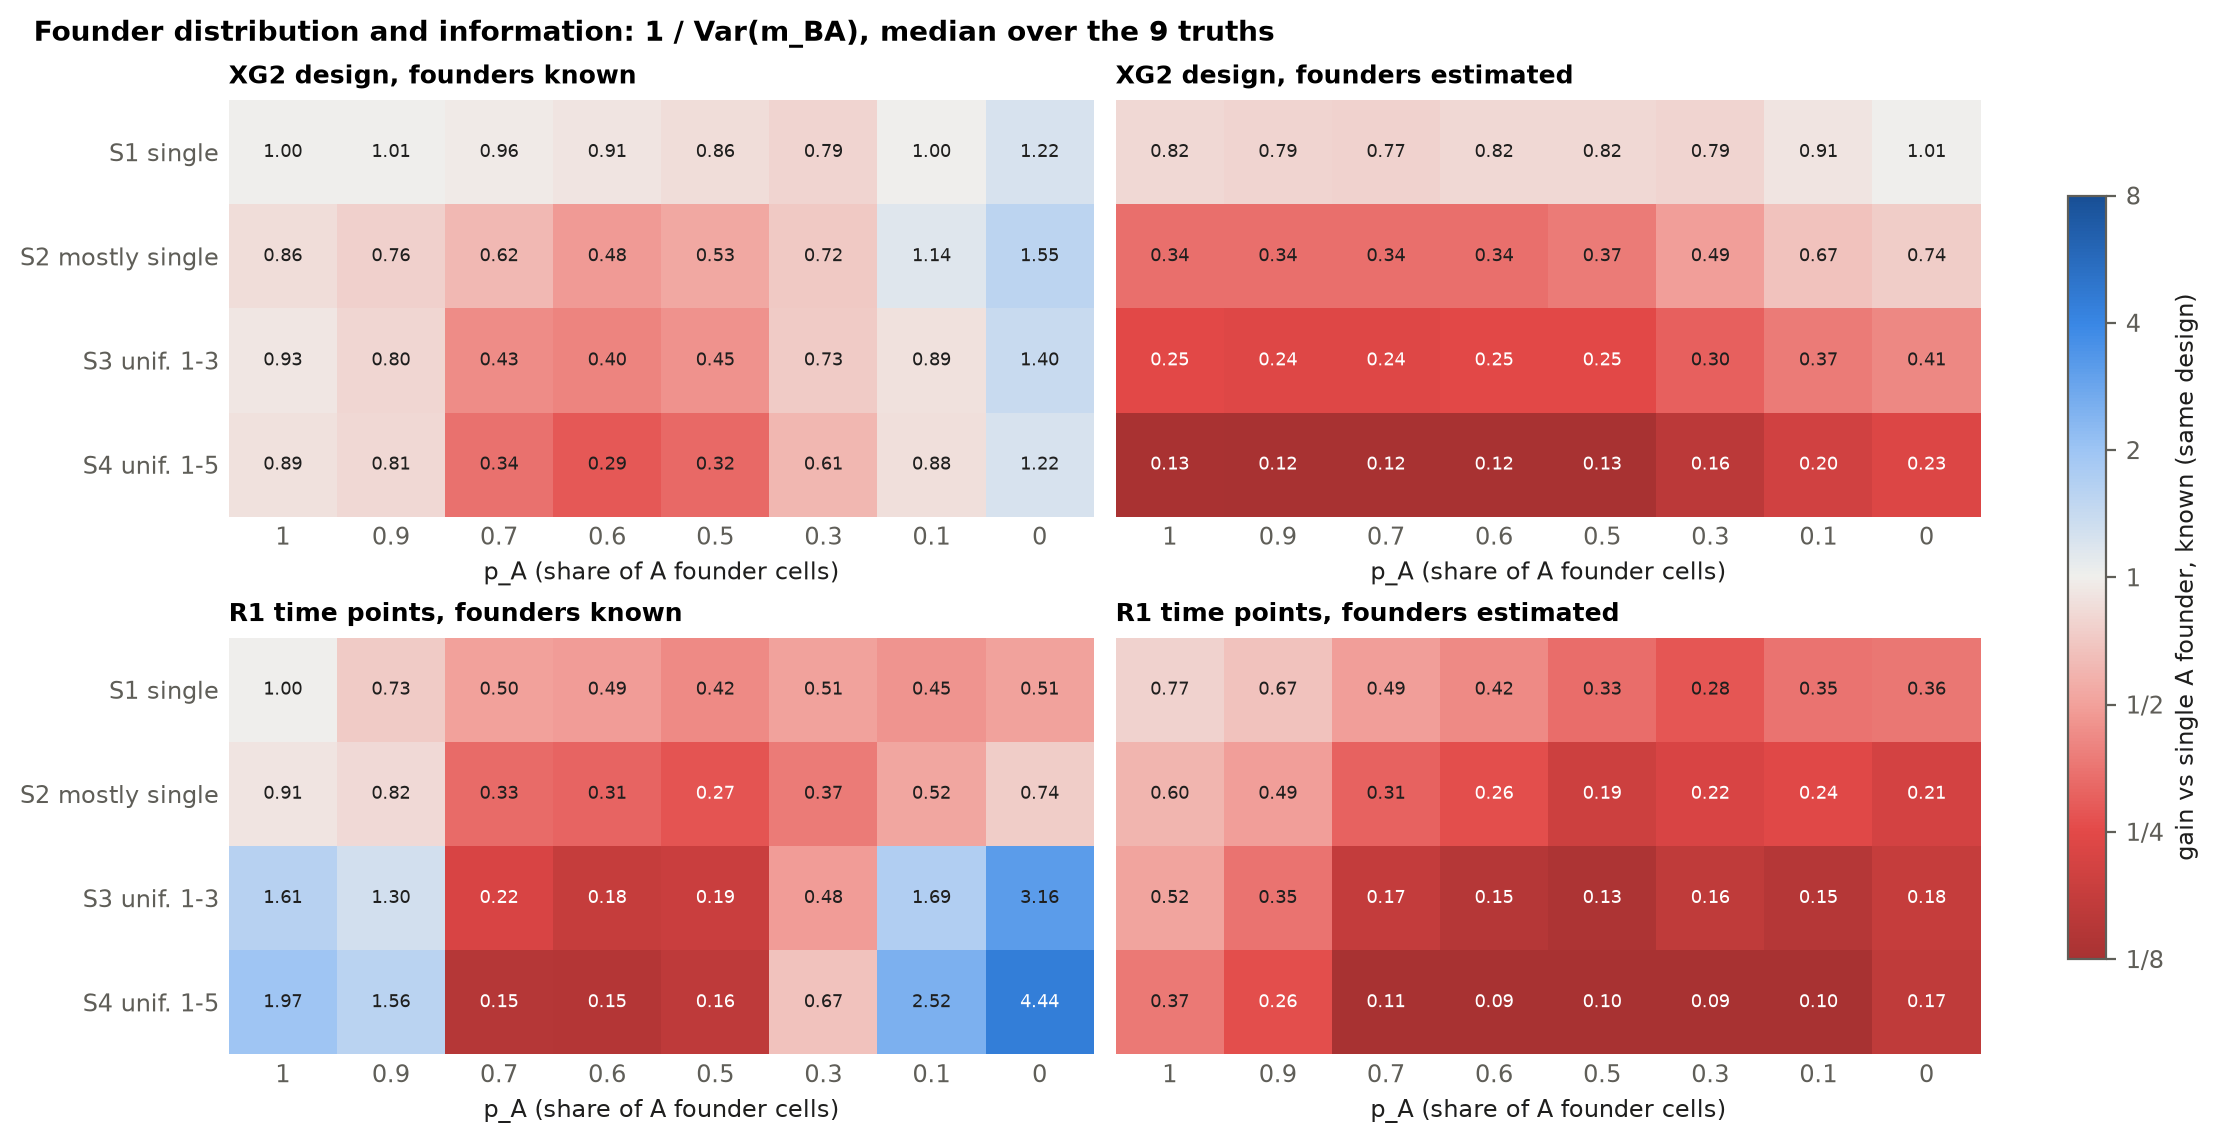 Founder distribution and information: 1 / Var(m_BA), median over the 9 truths
XG2 design, founders known
S1 single 1.00 1.01 0.96 0.91 0.86 0.79 1.00 1.22
S2 mostly single 0.86 0.76 0.62 0.48 0.53 0.72 1.14 1.55
S3 unif. 1-3 0.93 0.80 0.43 0.40 0.45 0.73 0.89 1.40
S4 unif. 1-5 0.89 0.81 0.34 0.29 0.32 0.61 0.88 1.22
1 0.9 0.7 0.6 0.5 0.3 0.1 0
p_A (share of A founder cells)
XG2 design, founders estimated
0.82 0.79 0.77 0.82 0.82 0.79 0.91 1.01
0.34 0.34 0.34 0.34 0.37 0.49 0.67 0.74
0.25 0.24 0.24 0.25 0.25 0.30 0.37 0.41
0.13 0.12 0.12 0.12 0.13 0.16 0.20 0.23
1 0.9 0.7 0.6 0.5 0.3 0.1 0
p_A (share of A founder cells)
R1 time points, founders known
S1 single 1.00 0.73 0.50 0.49 0.42 0.51 0.45 0.51
S2 mostly single 0.91 0.82 0.33 0.31 0.27 0.37 0.52 0.74
S3 unif. 1-3 1.61 1.30 0.22 0.18 0.19 0.48 1.69 3.16
S4 unif. 1-5 1.97 1.56 0.15 0.15 0.16 0.67 2.52 4.44
1 0.9 0.7 0.6 0.5 0.3 0.1 0
p_A (share of A founder cells)
R1 time points, founders estimated
0.77 0.67 0.49 0.42 0.33 0.28 0.35 0.36
0.60 0.49 0.31 0.26 0.19 0.22 0.24 0.21
0.52 0.35 0.17 0.15 0.13 0.16 0.15 0.18
0.37 0.26 0.11 0.09 0.10 0.09 0.10 0.17
1 0.9 0.7 0.6 0.5 0.3 0.1 0
p_A (share of A founder cells)
8
4
2
1
1/2
1/4
1/8
gain vs single A founder, known (same design)